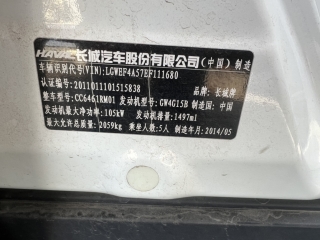 HAVAL 长城汽车股份有限公司(中国)制造
车辆识别代号(VIN): LGWEF4A57EF111680
认证编号: 2011011101515838 品牌: 长城牌
整车型号: CC6461RM01 发动机型号: GW4G15B 制造国: 中国
发动机最大净功率: 105kW 发动机排量: 1497ml
最大允许总质量: 2059kg 乘坐人数: 5人 制造年月: 2014/05